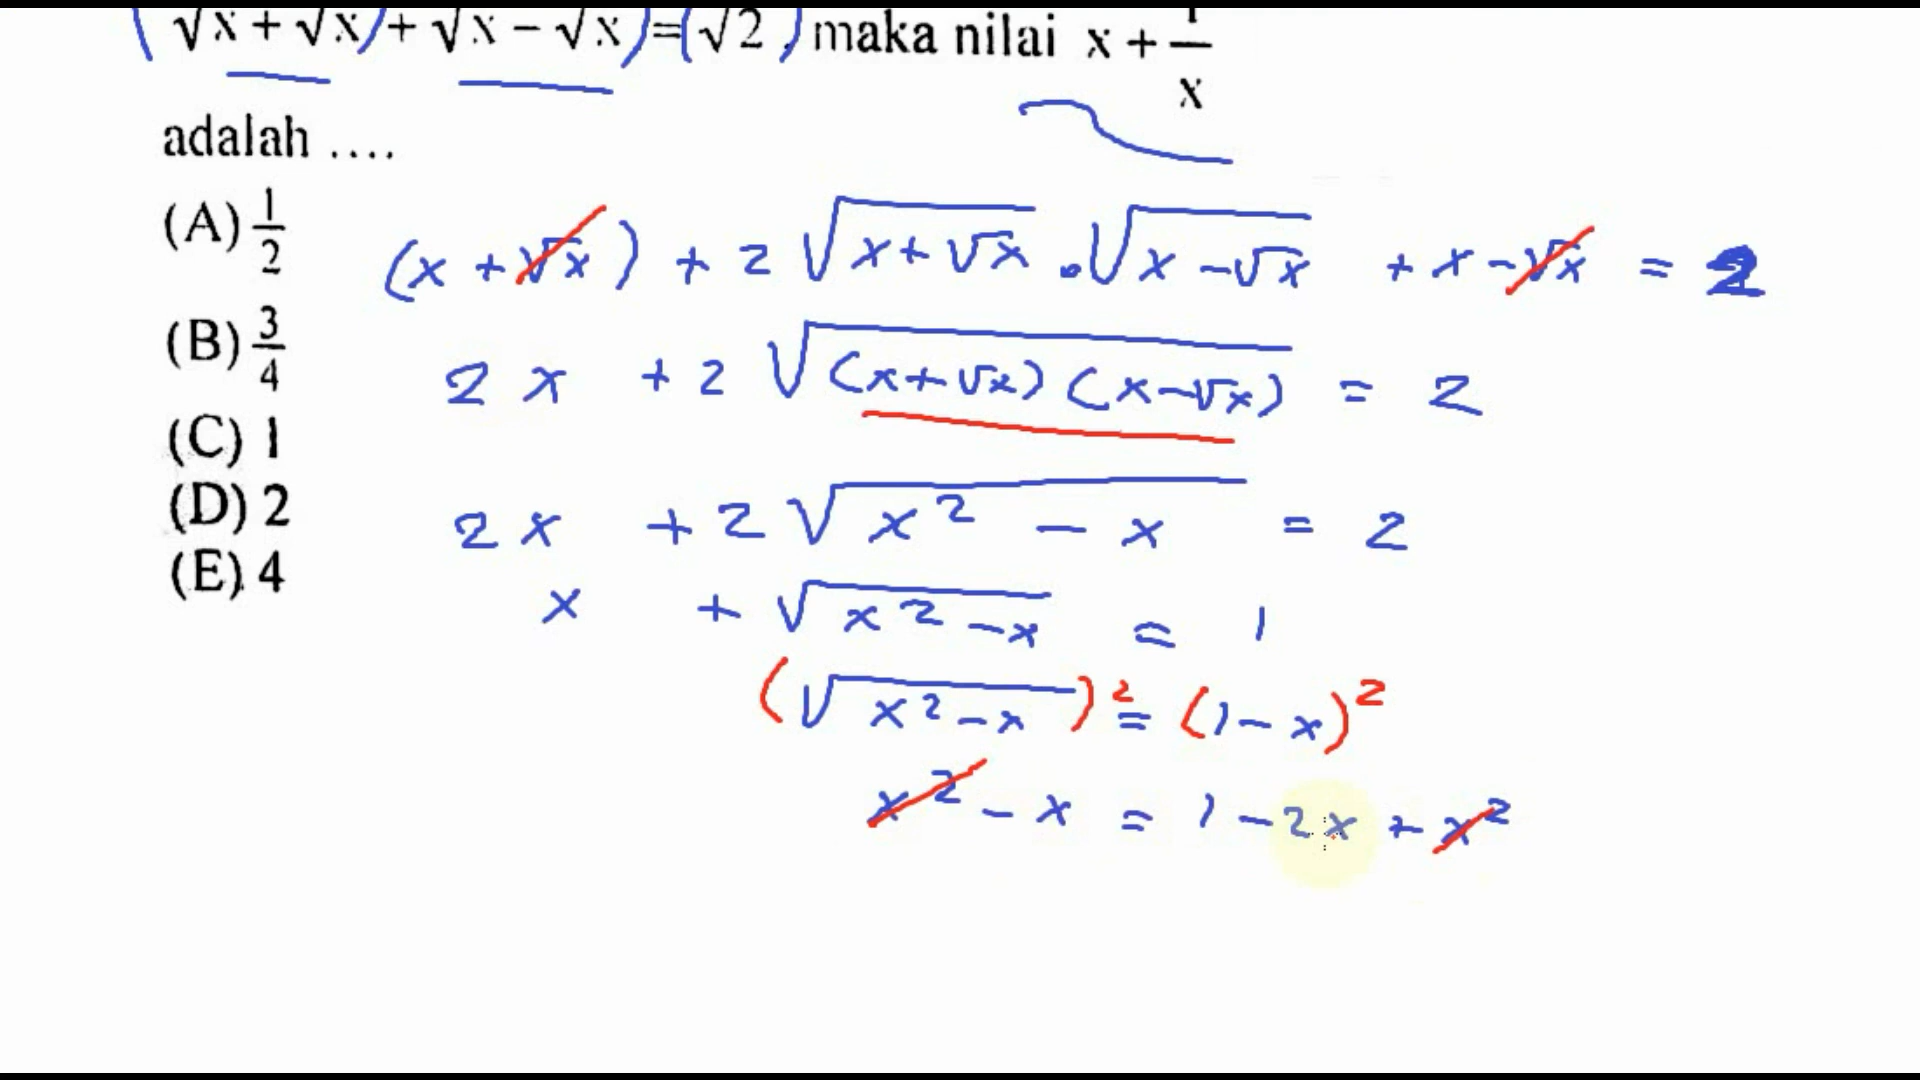 (√x + √x) + √x − √x) = (√2,) maka nilai x + 1/x
adalah ....
(A) 1/2
(B) 3/4
(C) 1
(D) 2
(E) 4
(x + √x) + 2 √(x+√x) . √(x −√x) + x − √x = 2
2x + 2 √((x+√x)(x−√x)) = 2
2x + 2 √(x² − x) = 2
x + √(x² − x) = 1
(√(x² − x))² = (1 − x)²
x² − x = 1 − 2x + x²